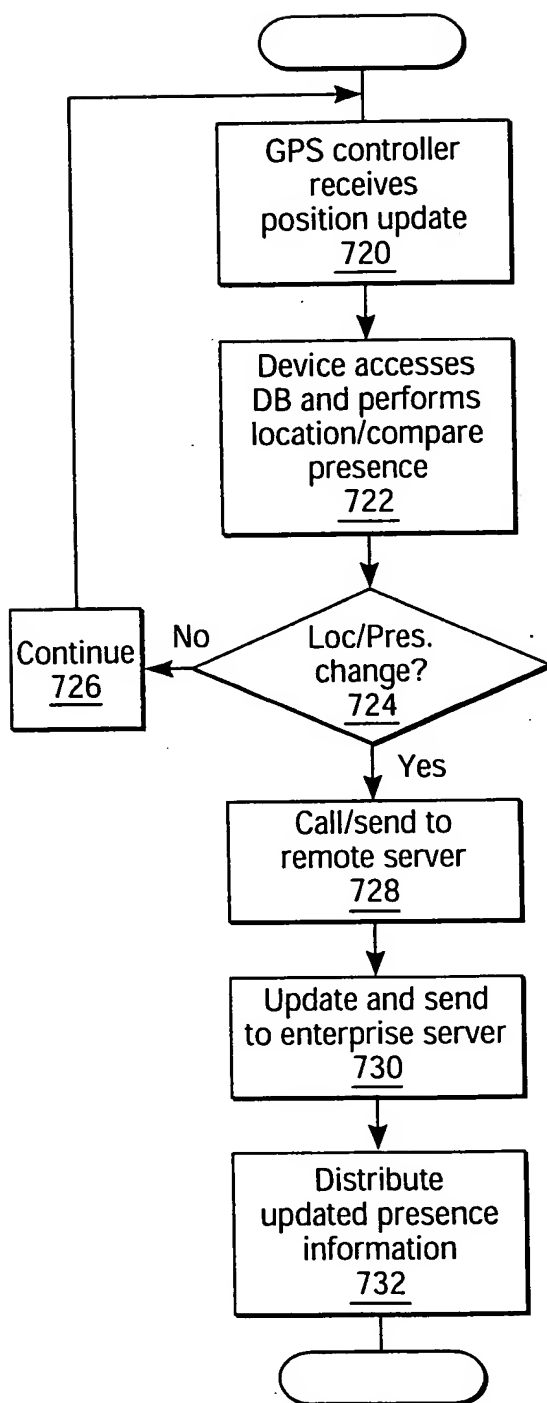 GPS controller
receives
position update
720
Device accesses
DB and performs
location/compare
presence
722
Loc/Pres.
change?
724
No
Continue
726
Yes
Call/send to
remote server
728
Update and send
to enterprise server
730
Distribute
updated presence
information
732